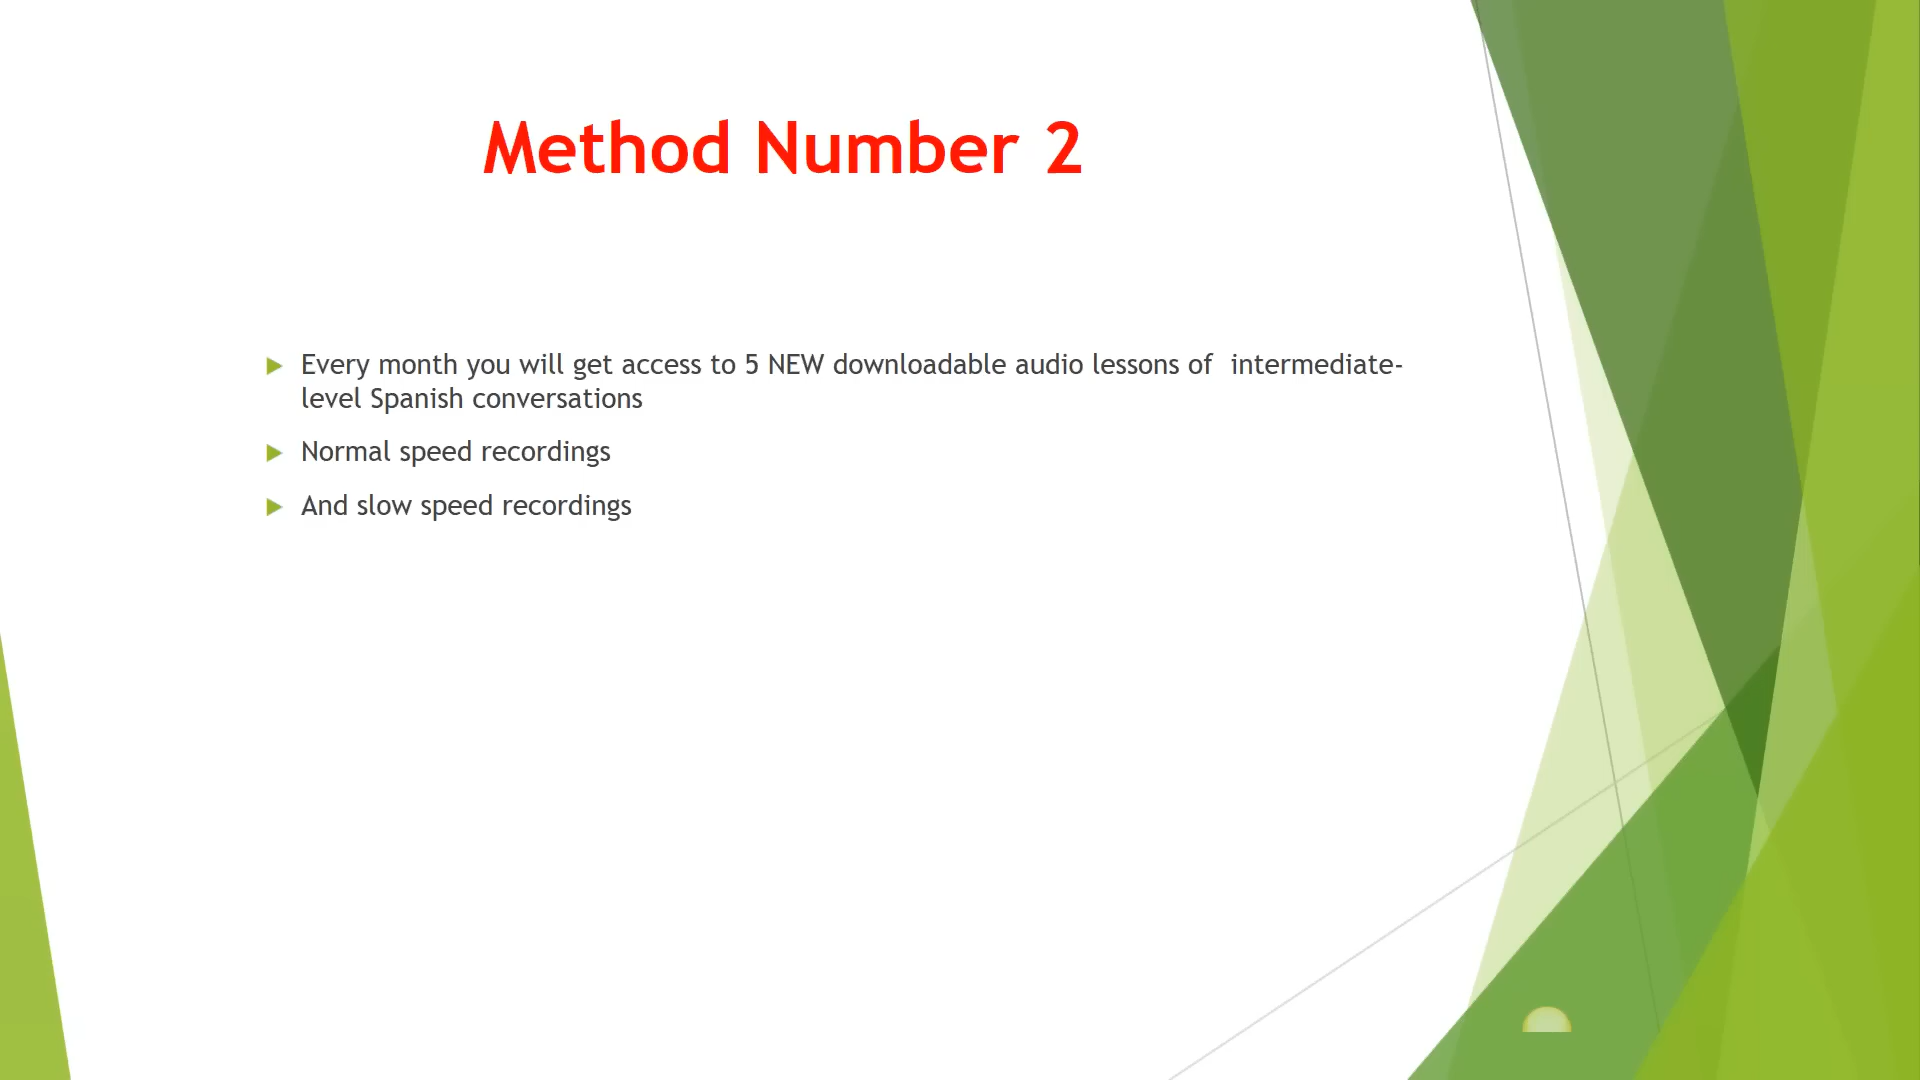 Method Number 2
Every month you will get access to 5 NEW downloadable audio lessons of  intermediate-
level Spanish conversations
Normal speed recordings
And slow speed recordings